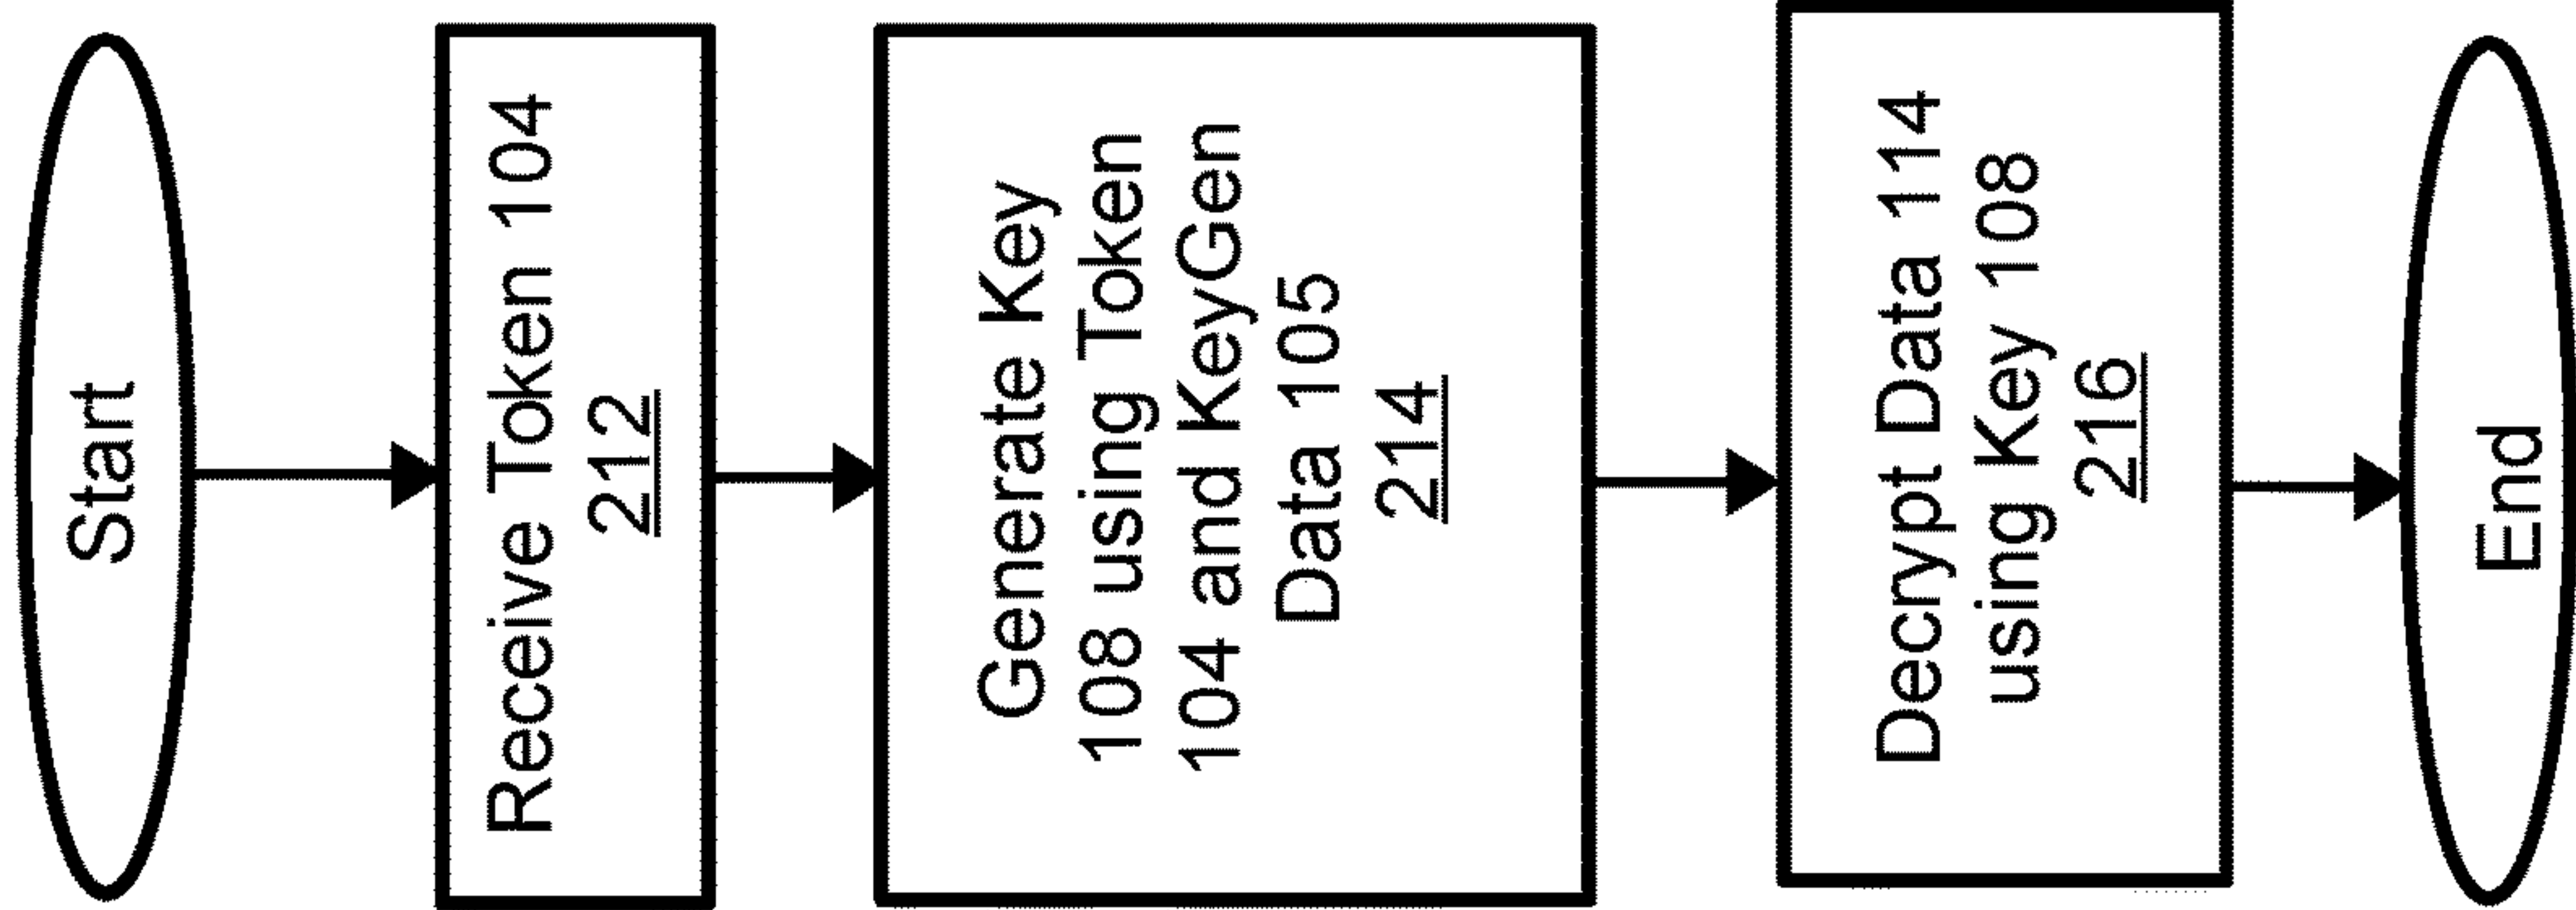 Start
Receive Token 104
212
Generate Key
108 using Token
104 and KeyGen
Data 105
214
Decrypt Data 114
using Key 108
216
End